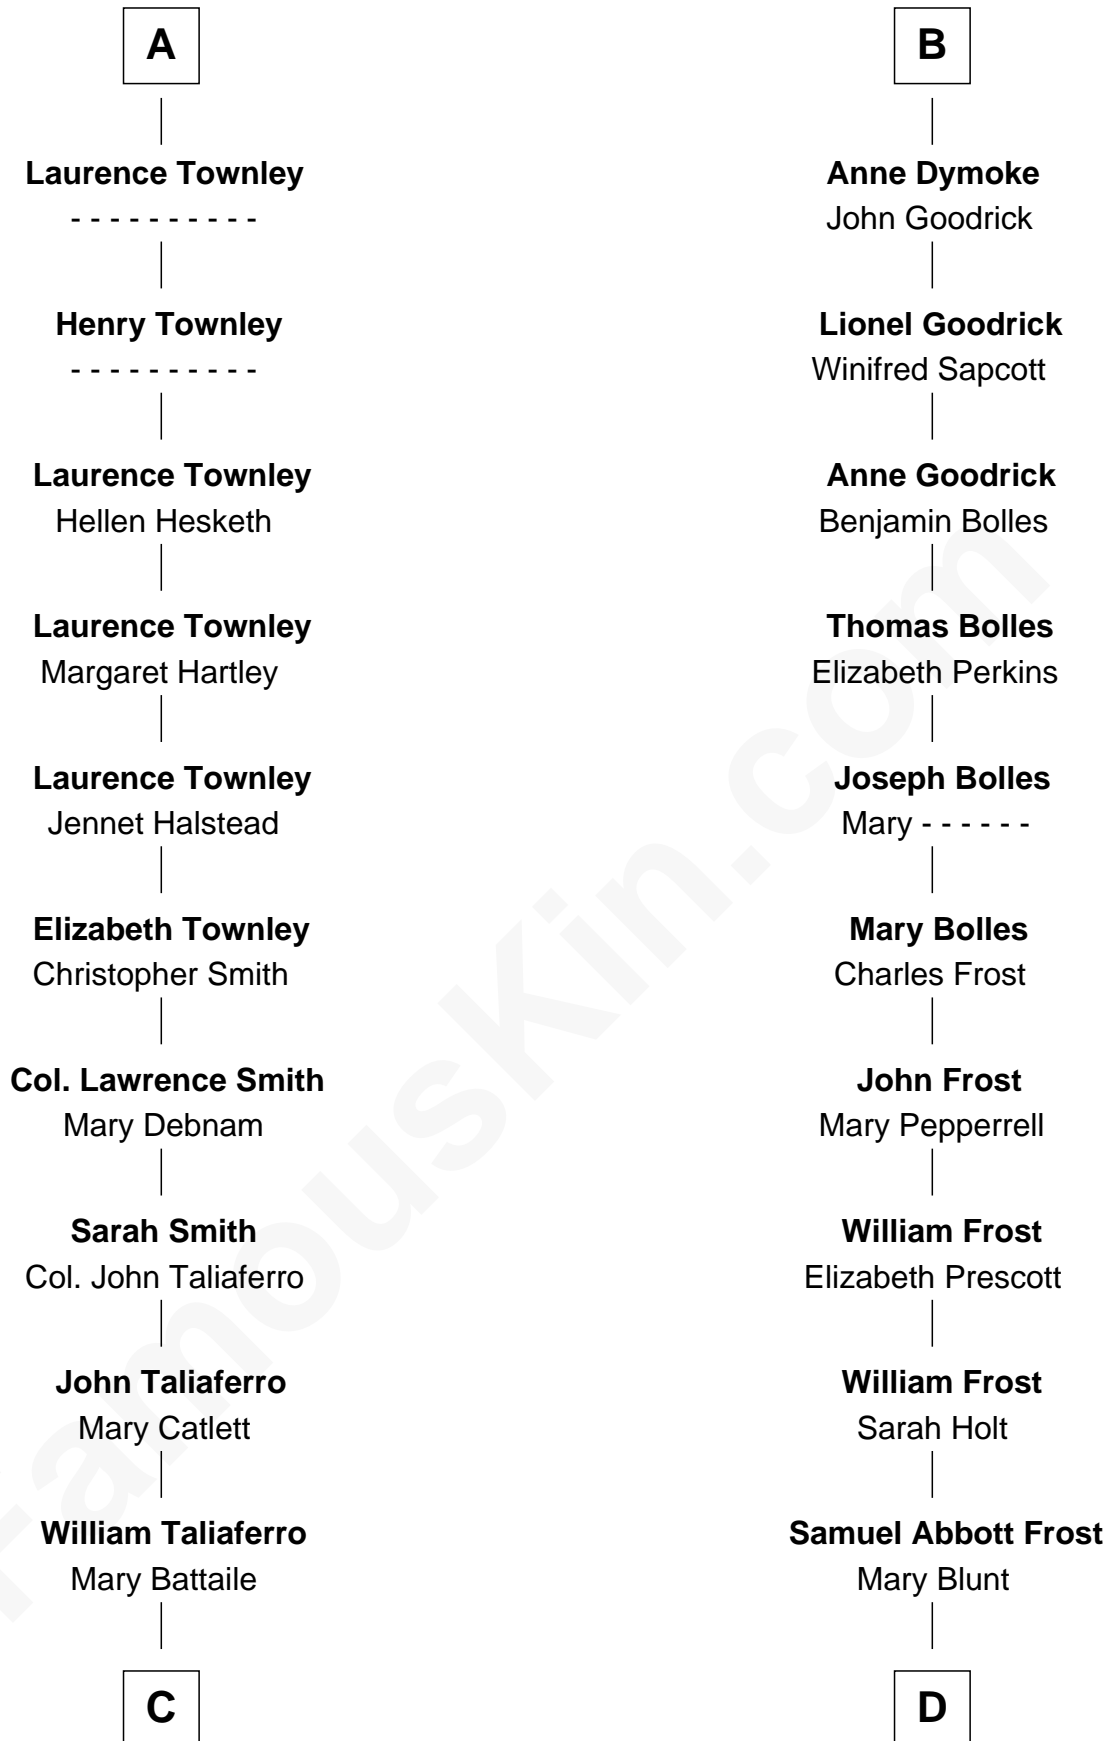 A
Laurence Townley
- - - - - - - - - -
Henry Townley
- - - - - - - - - -
Laurence Townley
Hellen Hesketh
Laurence Townley
Margaret Hartley
Laurence Townley
Jennet Halstead
Elizabeth Townley
Christopher Smith
Col. Lawrence Smith
Mary Debnam
Sarah Smith
Col. John Taliaferro
John Taliaferro
Mary Catlett
William Taliaferro
Mary Battaile
C
B
Anne Dymoke
John Goodrick
Lionel Goodrick
Winifred Sapcott
Anne Goodrick
Benjamin Bolles
Thomas Bolles
Elizabeth Perkins
Joseph Bolles
Mary - - - - - -
Mary Bolles
Charles Frost
John Frost
Mary Pepperrell
William Frost
Elizabeth Prescott
William Frost
Sarah Holt
Samuel Abbott Frost
Mary Blunt
D
FamousKin.com